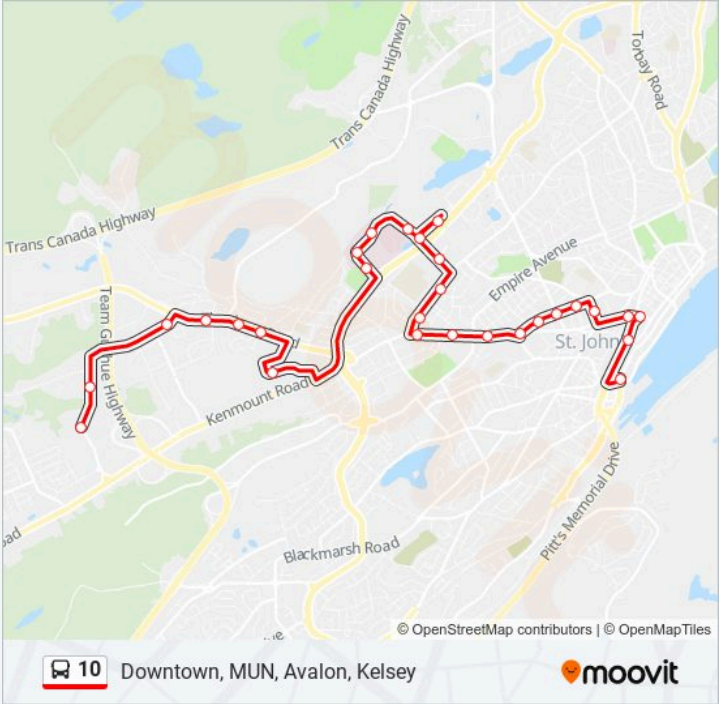 Trans Canada Highway
Torbay Road
Trans Canada Highway
Empire Avenue
Team Gushue Highway
St. John
Kenmount Road
Pitt's Memorial Drive
Blackmarsh Road
© OpenStreetMap contributors | © OpenMapTiles
10 Downtown, MUN, Avalon, Kelsey
moovit